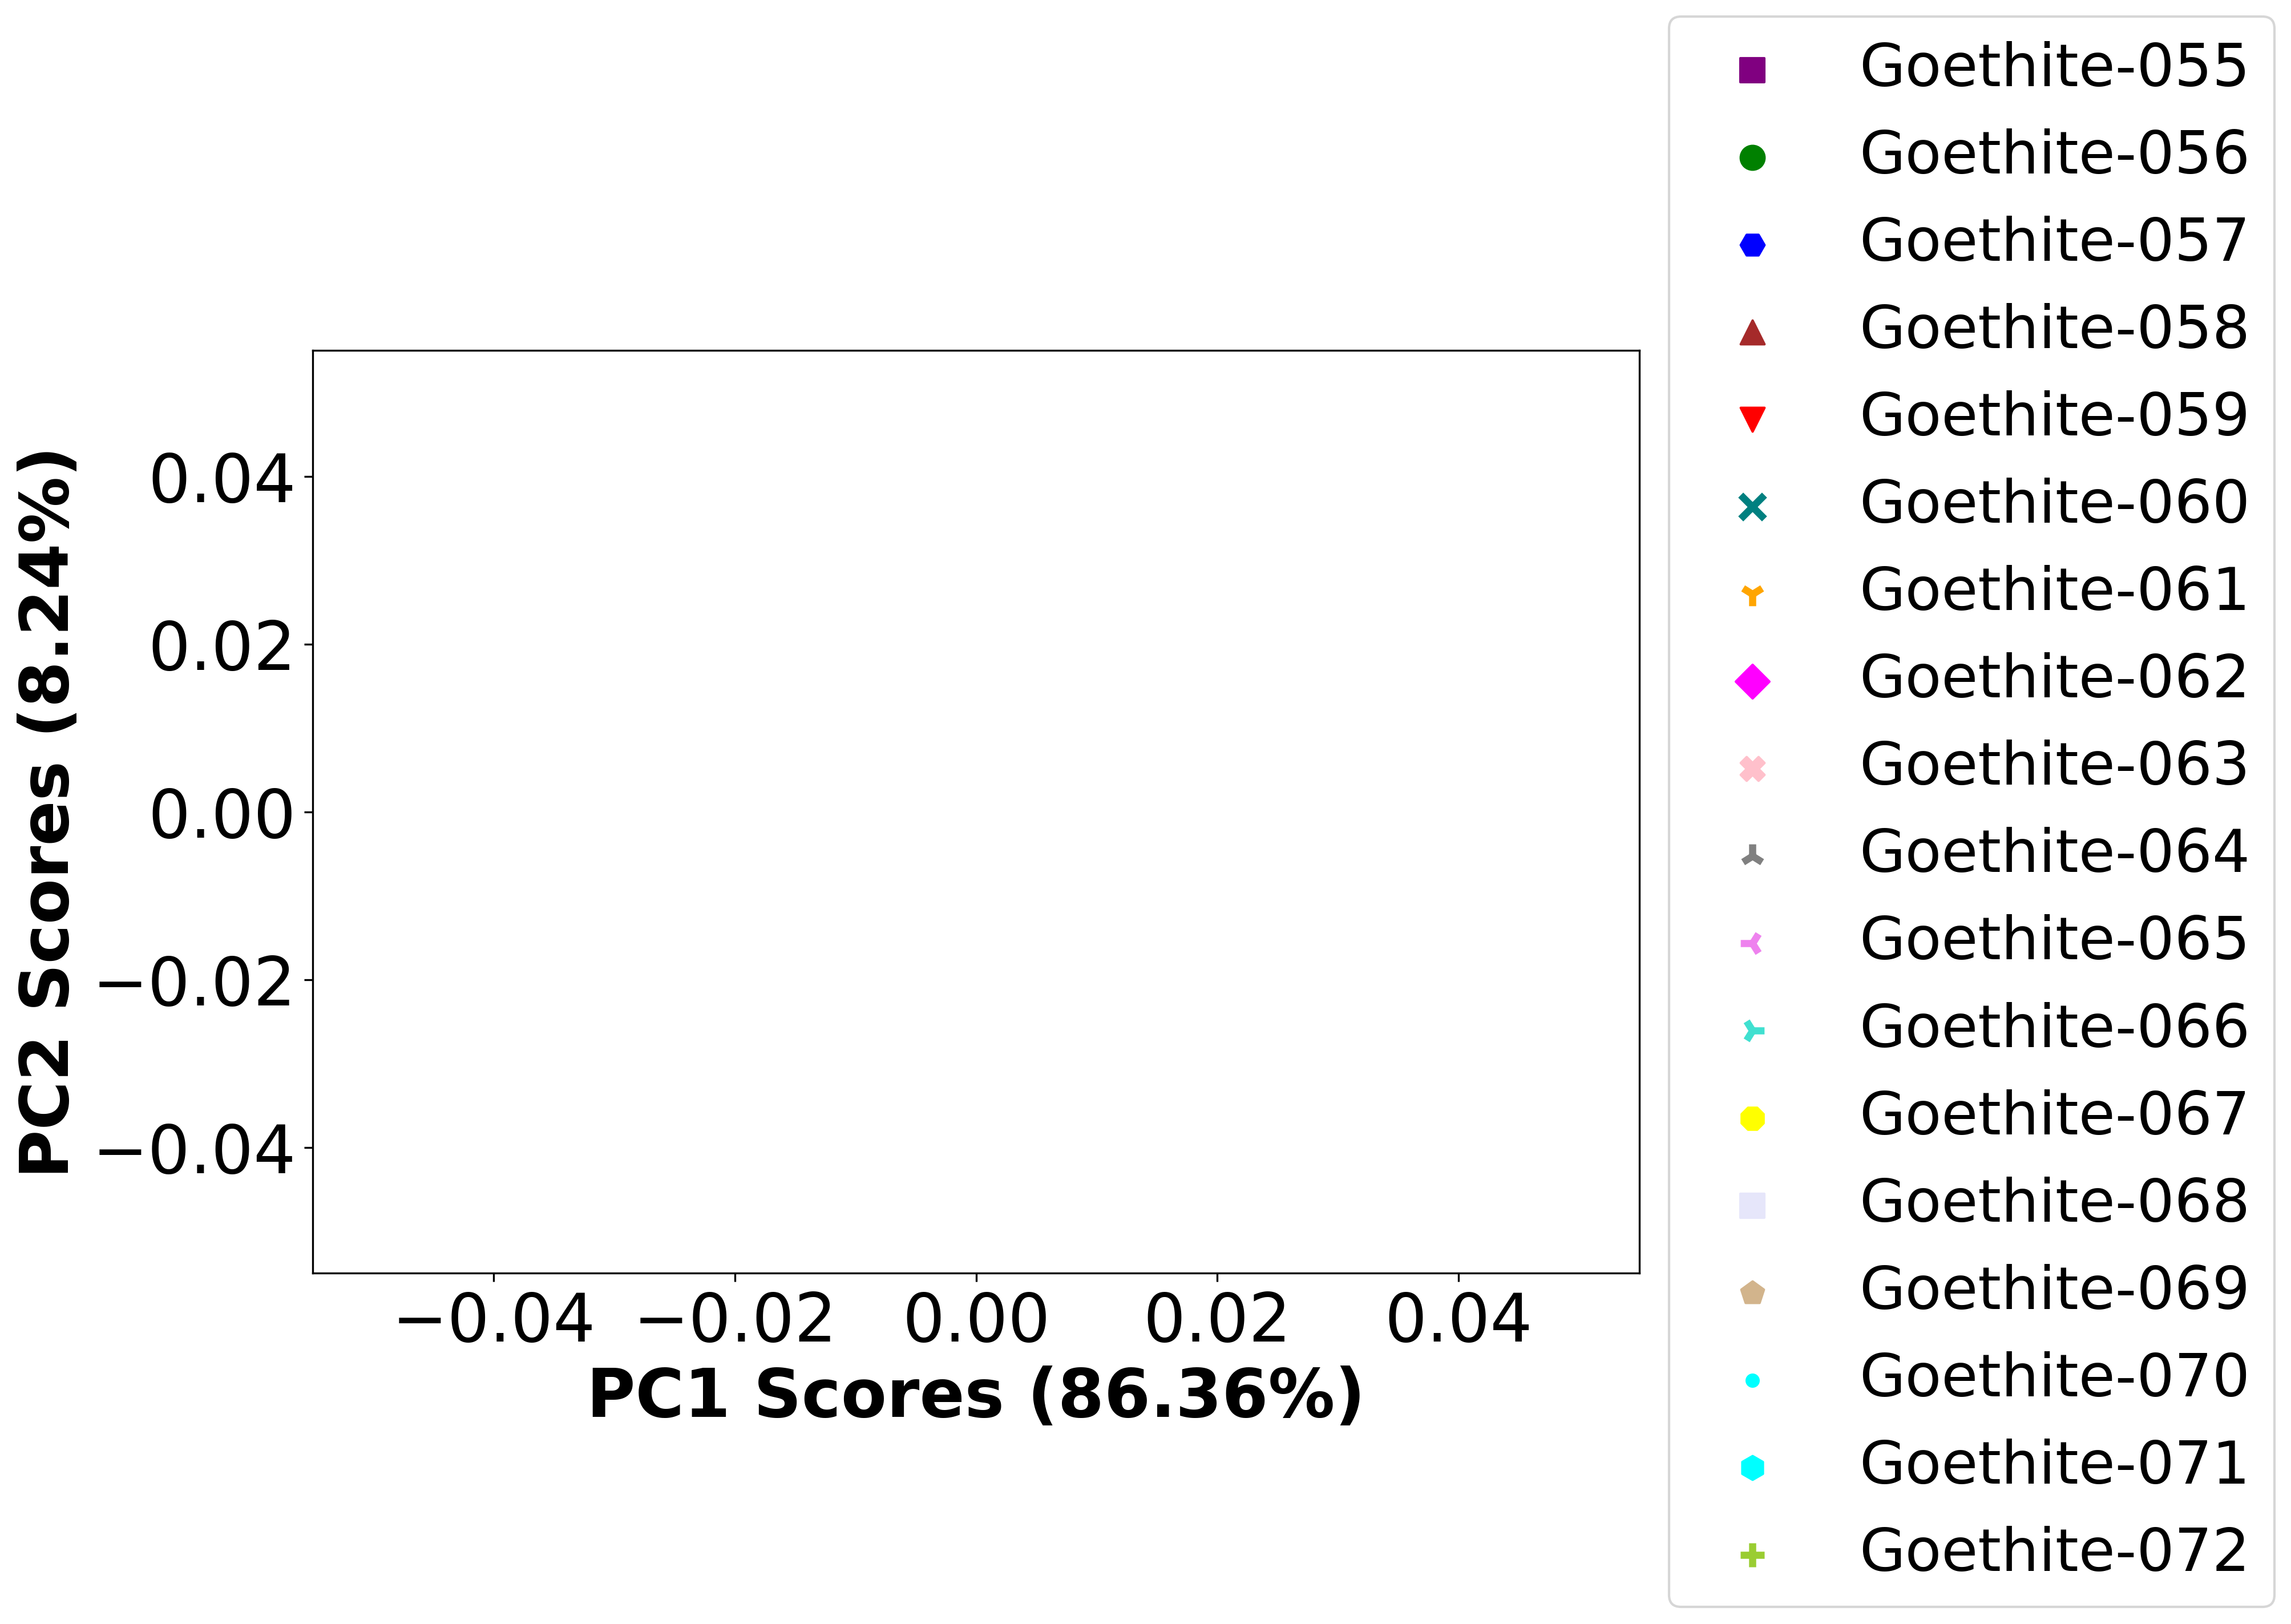 PC2 Scores (8.24%)
0.04
0.02
0.00
−0.02
−0.04
−0.04
−0.02
0.00
0.02
0.04
PC1 Scores (86.36%)
Goethite-055
Goethite-056
Goethite-057
Goethite-058
Goethite-059
Goethite-060
Goethite-061
Goethite-062
Goethite-063
Goethite-064
Goethite-065
Goethite-066
Goethite-067
Goethite-068
Goethite-069
Goethite-070
Goethite-071
Goethite-072